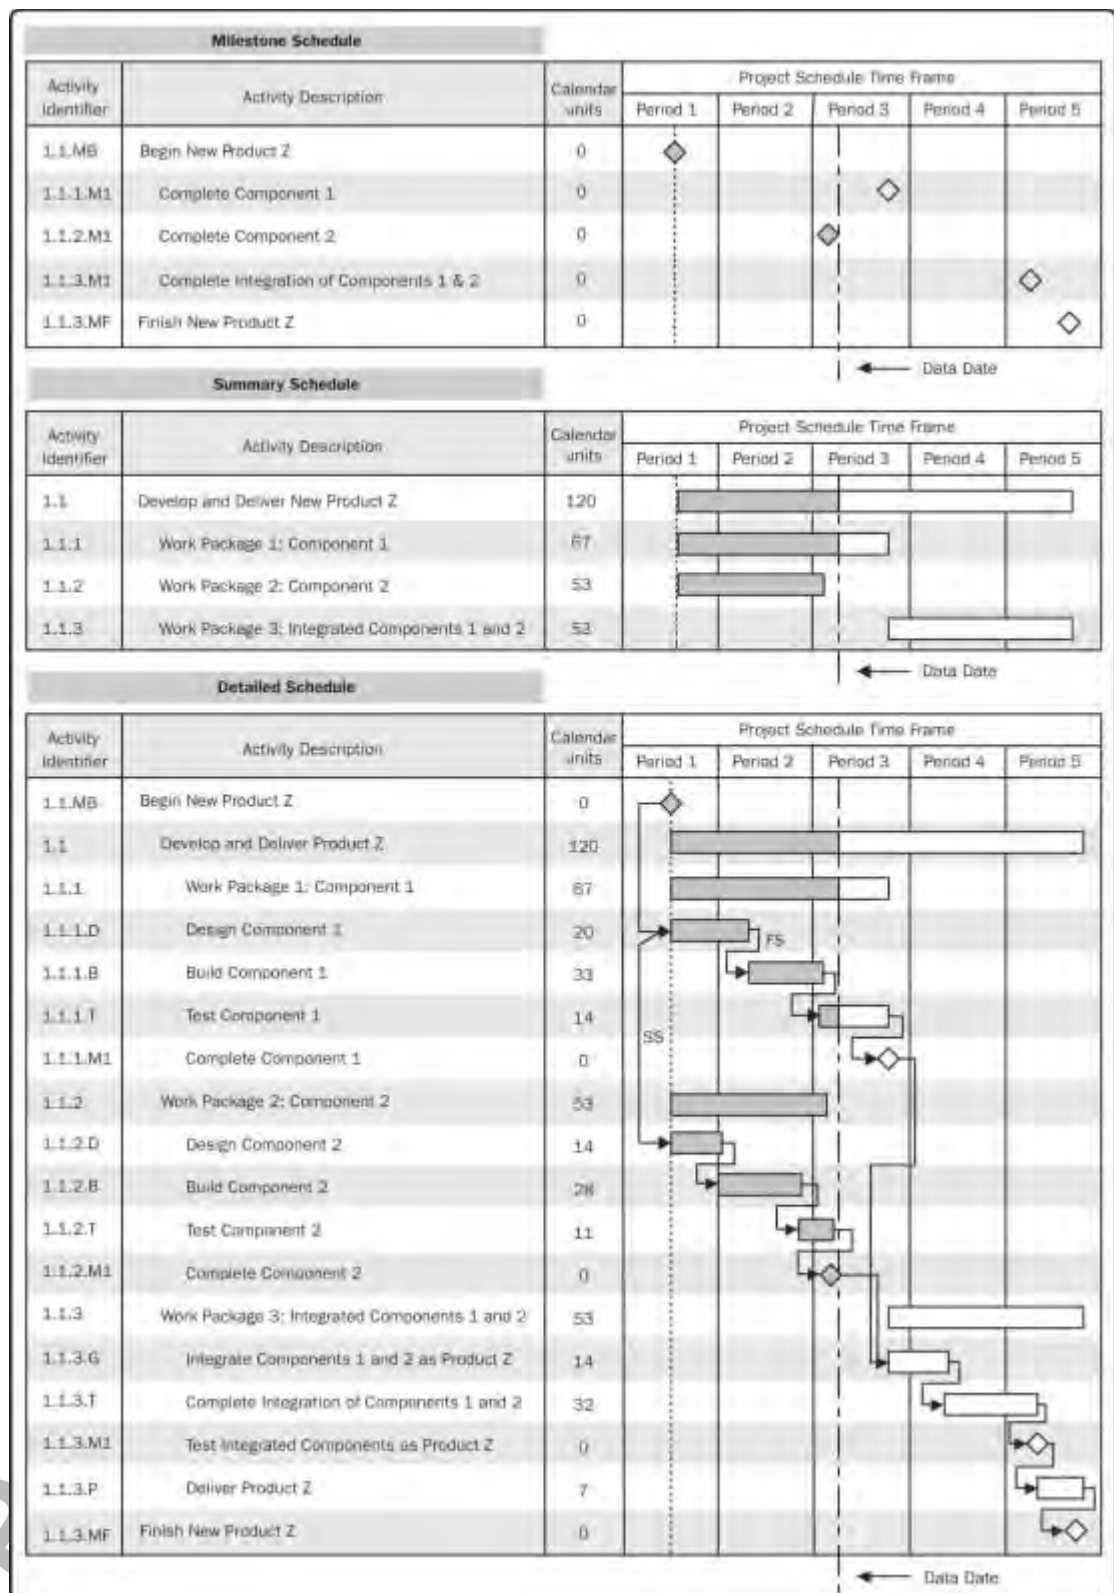 Milestone Schedule
Activity Identifier Activity Description Calendar units Project Schedule Time Frame
Period 1 Period 2 Period 3 Period 4 Period 5
1.1.MB Begin New Product Z 0
1.1.1.M1 Complete Component 1 0
1.1.2.M1 Complete Component 2 0
1.1.3.M1 Complete Integration of Components 1 & 2 0
1.1.3.MF Finish New Product Z 0
Data Date
Summary Schedule
Activity Identifier Activity Description Calendar units Project Schedule Time Frame
Period 1 Period 2 Period 3 Period 4 Period 5
1.1 Develop and Deliver New Product Z 120
1.1.1 Work Package 1: Component 1 67
1.1.2 Work Package 2: Component 2 53
1.1.3 Work Package 3: Integrated Components 1 and 2 53
Data Date
Detailed Schedule
Activity Identifier Activity Description Calendar units Project Schedule Time Frame
Period 1 Period 2 Period 3 Period 4 Period 5
1.1.MB Begin New Product Z 0
1.1 Develop and Deliver Product Z 120
1.1.1 Work Package 1: Component 1 67
1.1.1.D Design Component 1 20 FS
1.1.1.B Build Component 1 33
1.1.1.T Test Component 1 14
SS
1.1.1.M1 Complete Component 1 0
1.1.2 Work Package 2: Component 2 53
1.1.2.D Design Component 2 14
1.1.2.B Build Component 2 28
1.1.2.T Test Component 2 11
1.1.2.M1 Complete Component 2 0
1.1.3 Work Package 3: Integrated Components 1 and 2 53
1.1.3.G Integrate Components 1 and 2 as Product Z 14
1.1.3.T Complete Integration of Components 1 and 2 32
1.1.3.M1 Test Integrated Components as Product Z 0
1.1.3.P Deliver Product Z 7
1.1.3.MF Finish New Product Z 0
Data Date